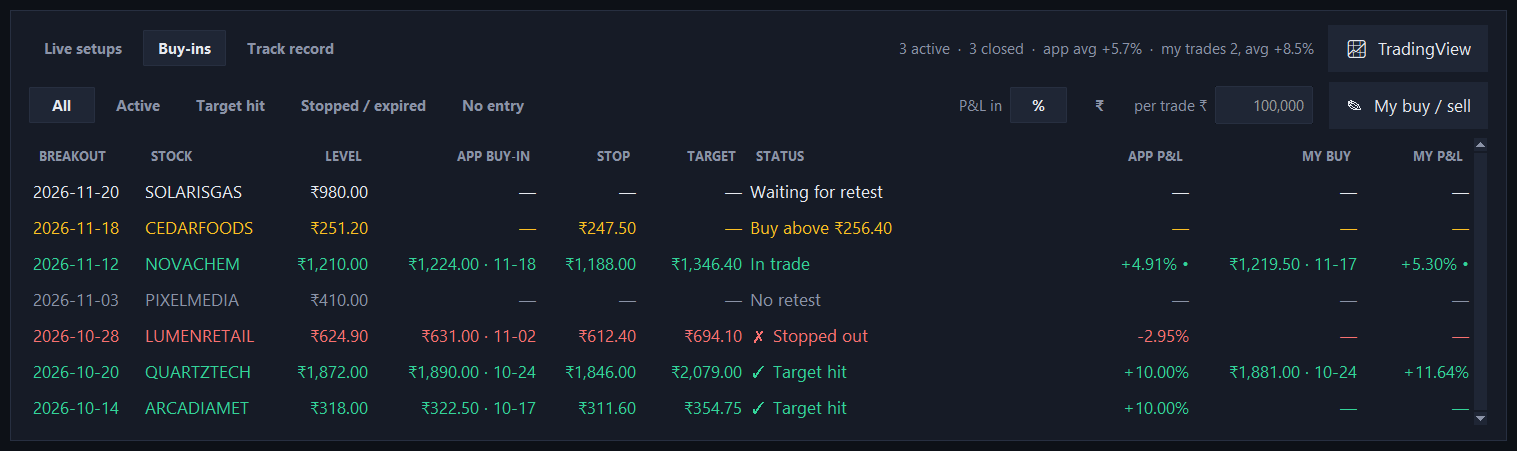 Live setups Buy-ins Track record 3 active · 3 closed · app avg +5.7% · my trades 2, avg +8.5% TradingView
All Active Target hit Stopped / expired No entry P&L in % ₹ per trade ₹ 100,000 My buy / sell
BREAKOUT STOCK LEVEL APP BUY-IN STOP TARGET STATUS APP P&L MY BUY MY P&L
2026-11-20 SOLARISGAS ₹980.00 — — — Waiting for retest — — —
2026-11-18 CEDARFOODS ₹251.20 — ₹247.50 — Buy above ₹256.40 — — —
2026-11-12 NOVACHEM ₹1,210.00 ₹1,224.00 · 11-18 ₹1,188.00 ₹1,346.40 In trade +4.91% • ₹1,219.50 · 11-17 +5.30% •
2026-11-03 PIXELMEDIA ₹410.00 — — — No retest — — —
2026-10-28 LUMENRETAIL ₹624.90 ₹631.00 · 11-02 ₹612.40 ₹694.10 ✗ Stopped out -2.95% — —
2026-10-20 QUARTZTECH ₹1,872.00 ₹1,890.00 · 10-24 ₹1,846.00 ₹2,079.00 ✓ Target hit +10.00% ₹1,881.00 · 10-24 +11.64%
2026-10-14 ARCADIAMET ₹318.00 ₹322.50 · 10-17 ₹311.60 ₹354.75 ✓ Target hit +10.00% — —